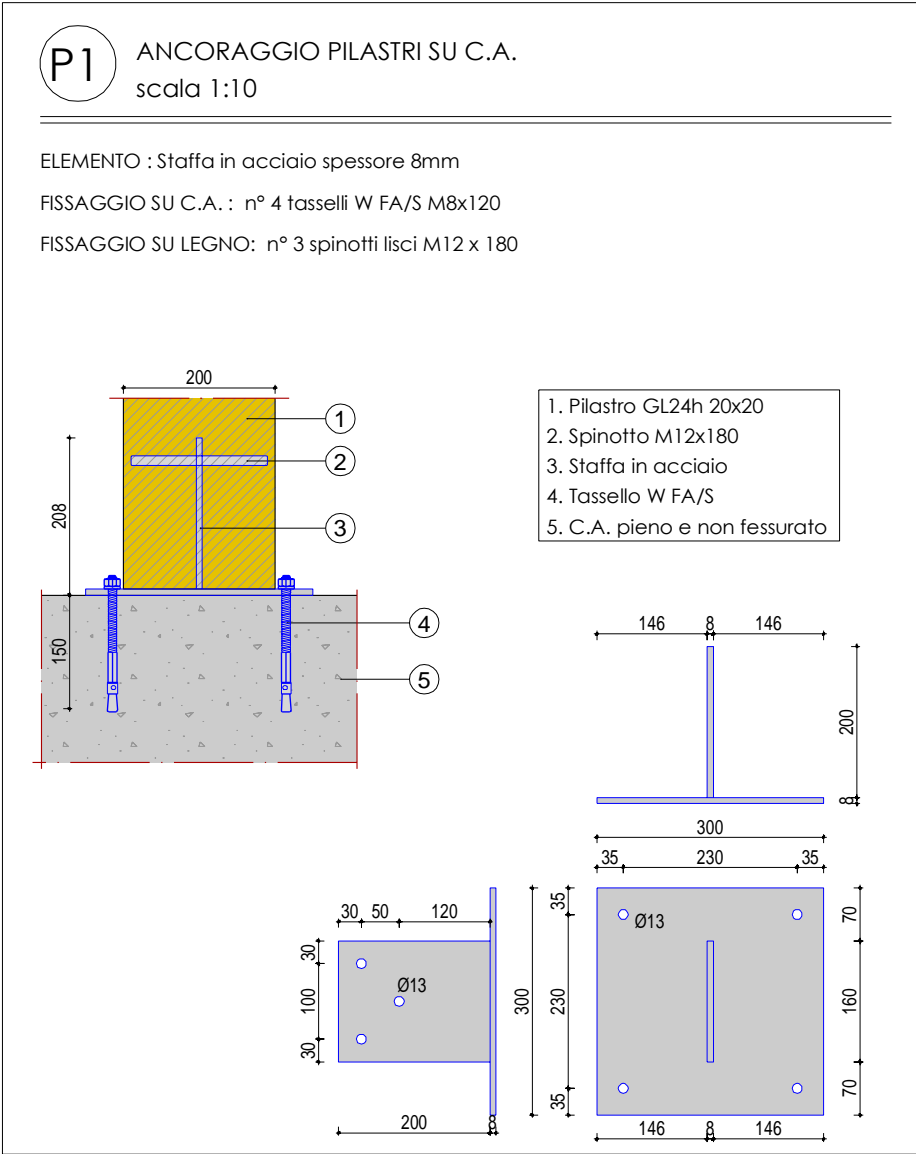 P1
ANCORAGGIO PILASTRI SU C.A.
scala 1:10
ELEMENTO : Staffa in acciaio spessore 8mm
FISSAGGIO SU C.A. : n° 4 tasselli W FA/S M8x120
FISSAGGIO SU LEGNO: n° 3 spinotti lisci M12 x 180
200
1
2
3
208
150
4
5
1. Pilastro GL24h 20x20
2. Spinotto M12x180
3. Staffa in acciaio
4. Tassello W FA/S
5. C.A. pieno e non fessurato
146 8 146
200
8
300
35 230 35
35
230
35
Ø13
70
160
70
146 8 146
30 50 120
30
100
30
Ø13
300
200 8